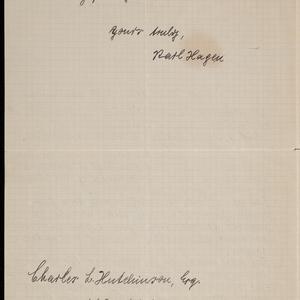 Yours truly,
Karl Hagen
Charles L. Hutchinson, Esq.